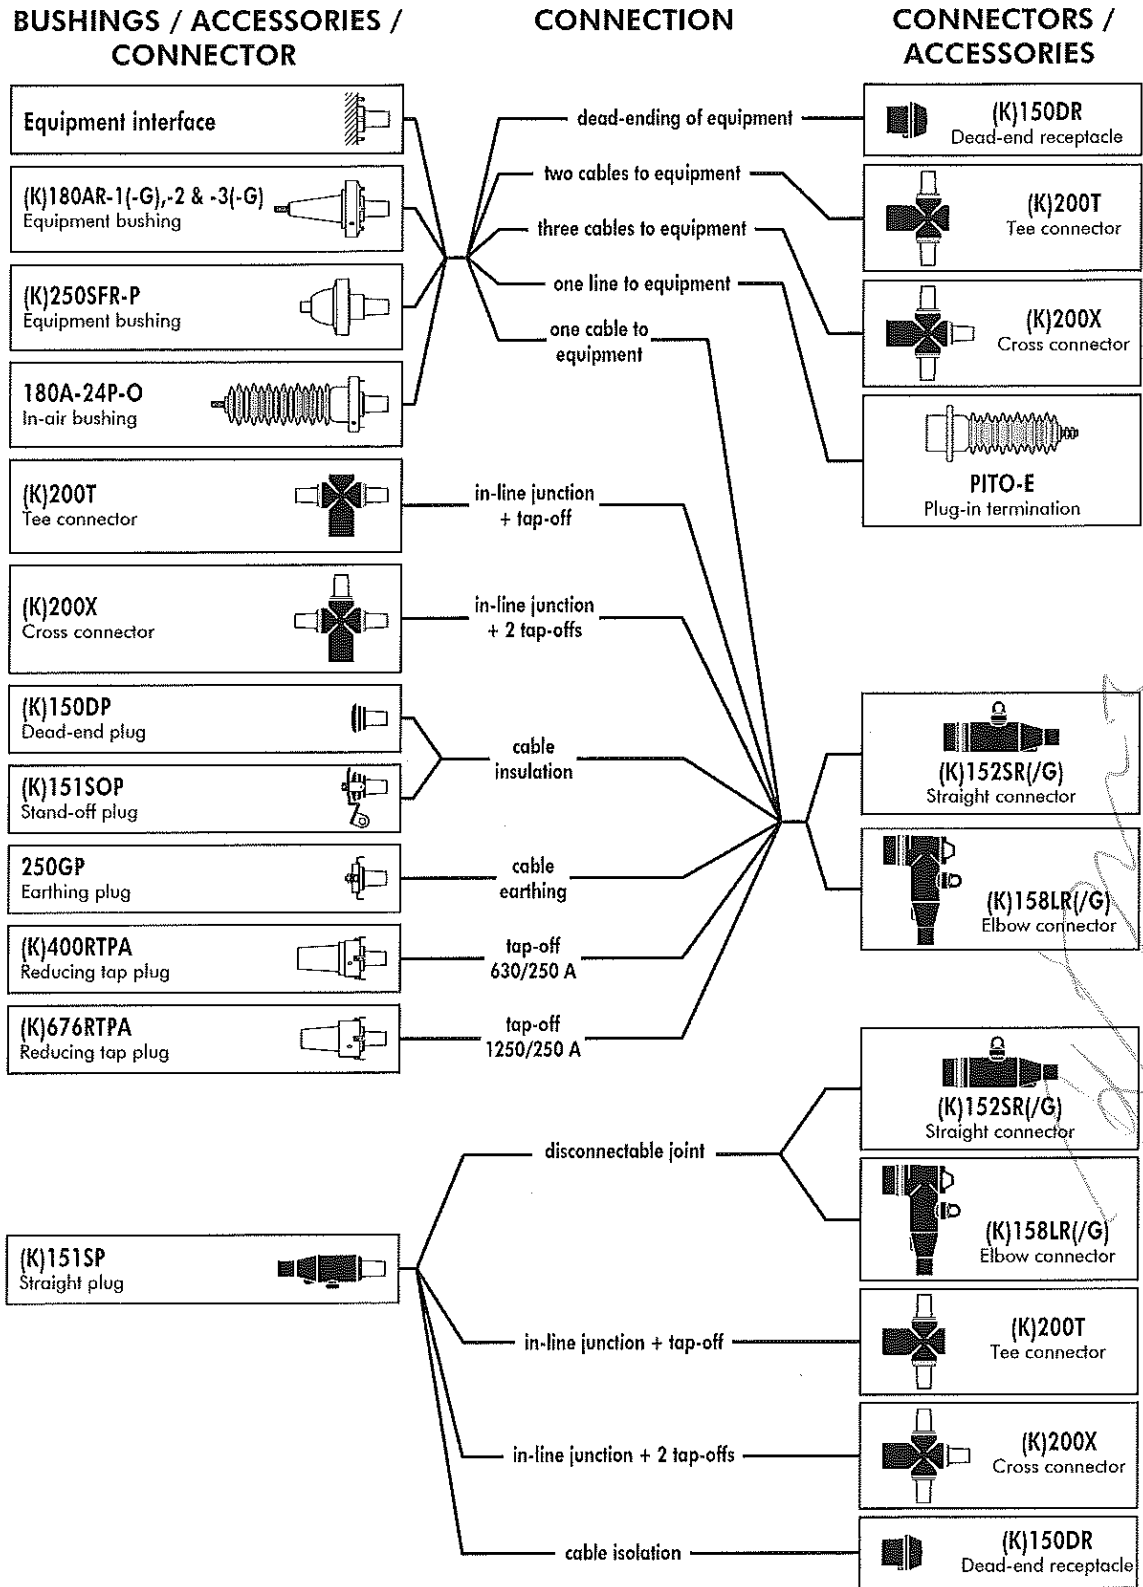 BUSHINGS / ACCESSORIES /
CONNECTOR
CONNECTION
CONNECTORS /
ACCESSORIES
Equipment interface
(K)180AR-1(-G),-2 & -3(-G)
Equipment bushing
(K)250SFR-P
Equipment bushing
180A-24P-O
In-air bushing
(K)200T
Tee connector
(K)200X
Cross connector
(K)150DP
Dead-end plug
(K)151SOP
Stand-off plug
250GP
Earthing plug
(K)400RTPA
Reducing tap plug
(K)676RTPA
Reducing tap plug
(K)151SP
Straight plug
dead-ending of equipment
two cables to equipment
three cables to equipment
one line to equipment
one cable to
equipment
in-line junction
+ tap-off
in-line junction
+ 2 tap-offs
cable
insulation
cable
earthing
tap-off
630/250 A
tap-off
1250/250 A
disconnectable joint
in-line junction + tap-off
in-line junction + 2 tap-offs
cable isolation
(K)150DR
Dead-end receptacle
(K)200T
Tee connector
(K)200X
Cross connector
PITO-E
Plug-in termination
(K)152SR(/G)
Straight connector
(K)158LR(/G)
Elbow connector
(K)152SR(/G)
Straight connector
(K)158LR(/G)
Elbow connector
(K)200T
Tee connector
(K)200X
Cross connector
(K)150DR
Dead-end receptacle